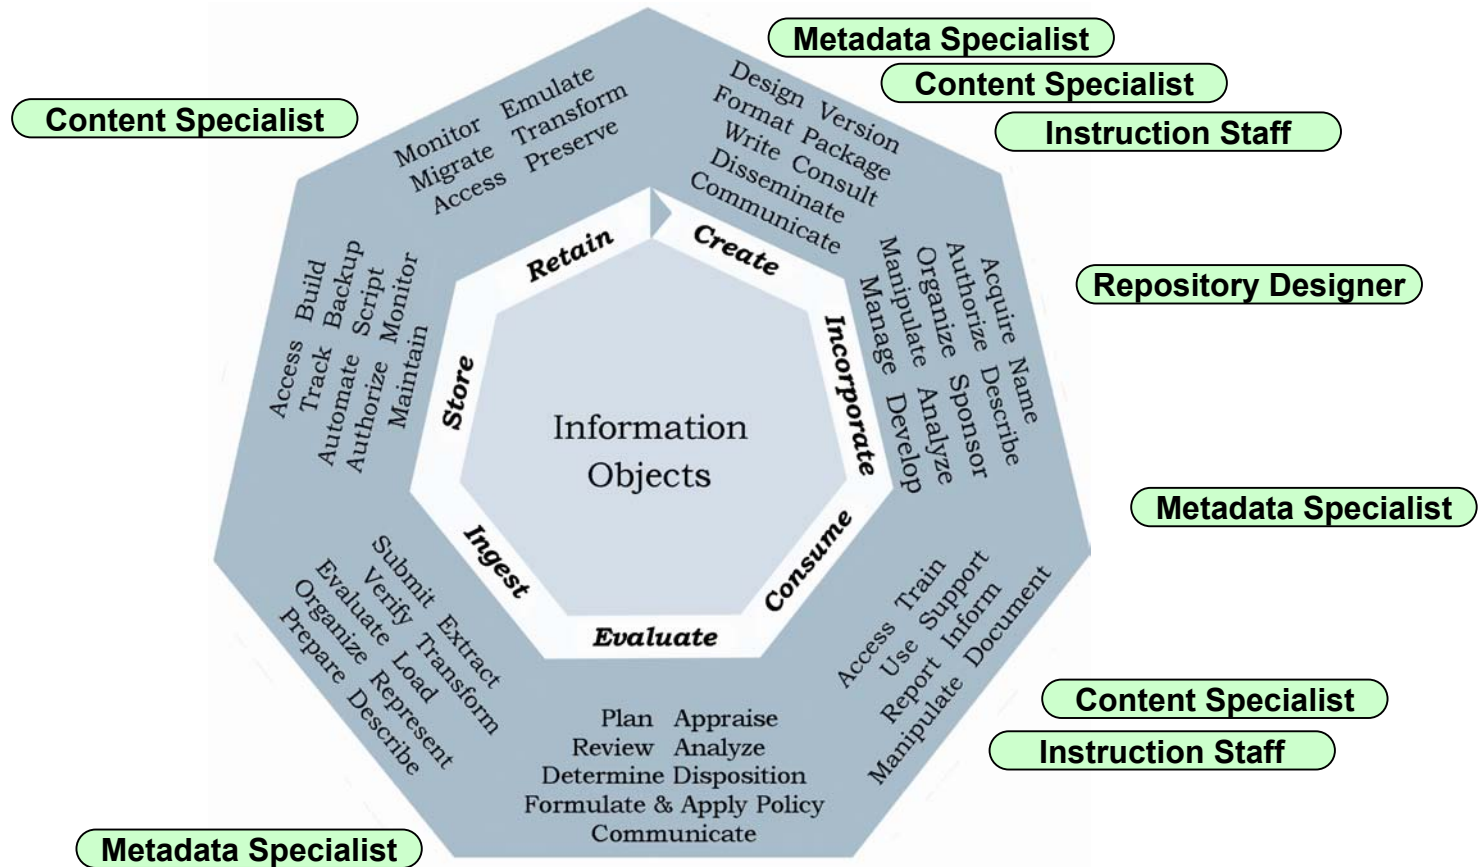 Metadata Specialist
Content Specialist
Instruction Staff
Content Specialist
Monitor Emulate
Migrate Transform
Access Preserve
Design Version
Format Package
Write Consult
Disseminate
Communicate
Retain
Create
Repository Designer
Acquire Name
Authorize Describe
Organize Sponsor
Manipulate Analyze
Manage Develop
Incorporate
Access Build
Track Backup
Automate Script
Authorize Monitor
Maintain
Store
Information
Objects
Metadata Specialist
Consume
Access Train
Use Support
Report Inform
Manipulate Document
Content Specialist
Instruction Staff
Ingest
Submit Extract
Verify Transform
Evaluate Load
Organize Represent
Prepare Describe
Evaluate
Plan Appraise
Review Analyze
Determine Disposition
Formulate & Apply Policy
Communicate
Metadata Specialist